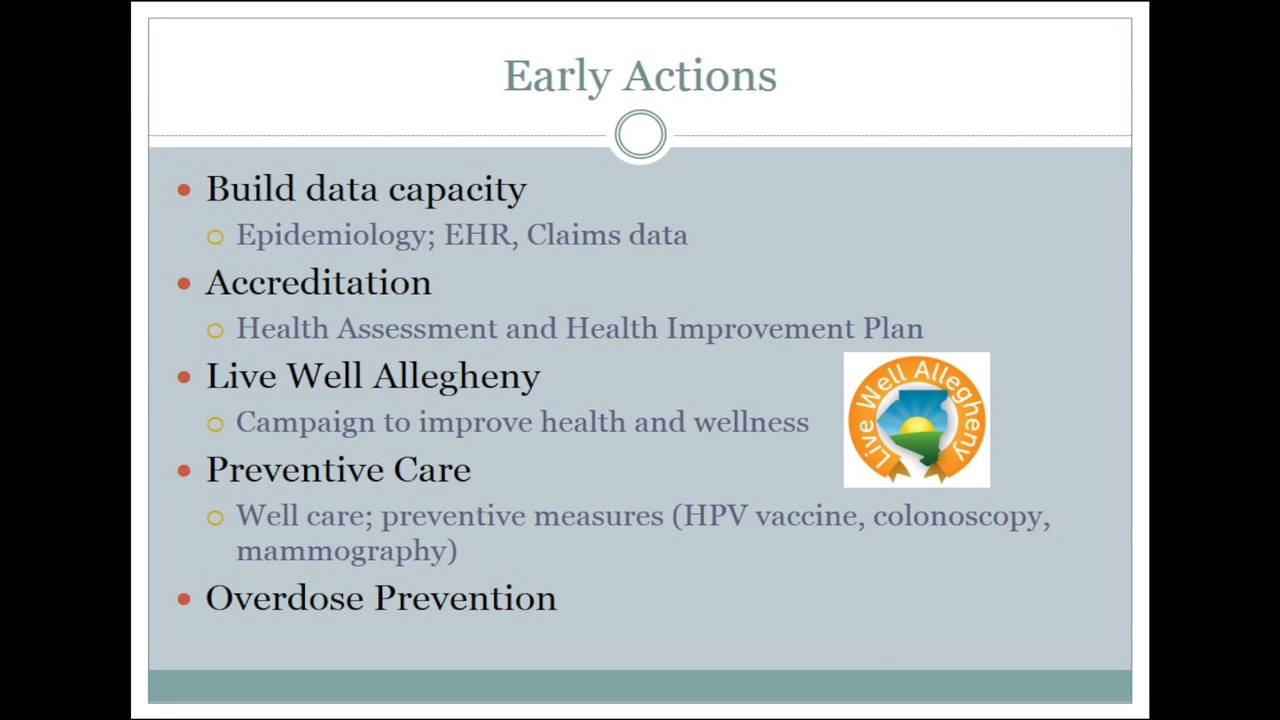 Early Actions
Build data capacity
Epidemiology; EHR, Claims data
Accreditation
Health Assessment and Health Improvement Plan
Live Well Allegheny
Campaign to improve health and wellness
Live Well Allegheny
Preventive Care
Well care; preventive measures (HPV vaccine, colonoscopy,
mammography)
Overdose Prevention